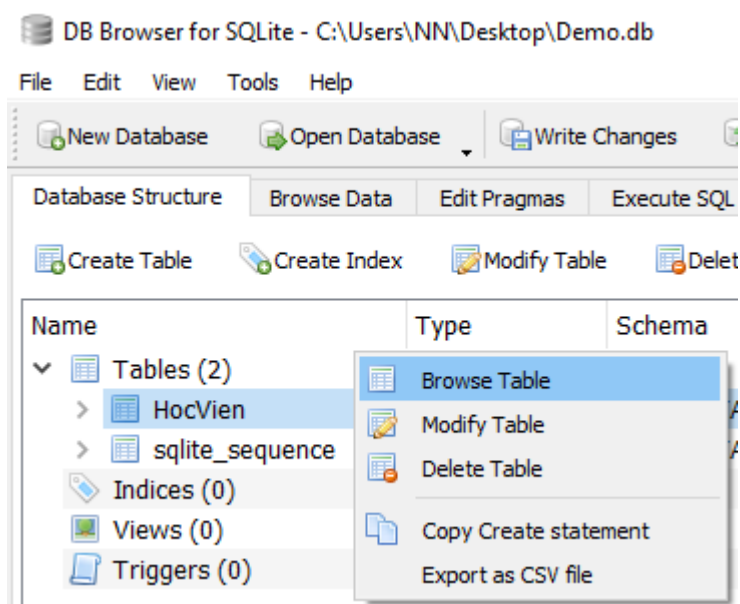 DB Browser for SQLite - C:\Users\NN\Desktop\Demo.db
File Edit View Tools Help
New Database Open Database Write Changes
Database Structure Browse Data Edit Pragmas Execute SQL
Create Table Create Index Modify Table Delet
Name Type Schema
Tables (2)
Browse Table
HocVien
Modify Table
sqlite_sequence
Delete Table
Indices (0)
Views (0)
Copy Create statement
Triggers (0)
Export as CSV file